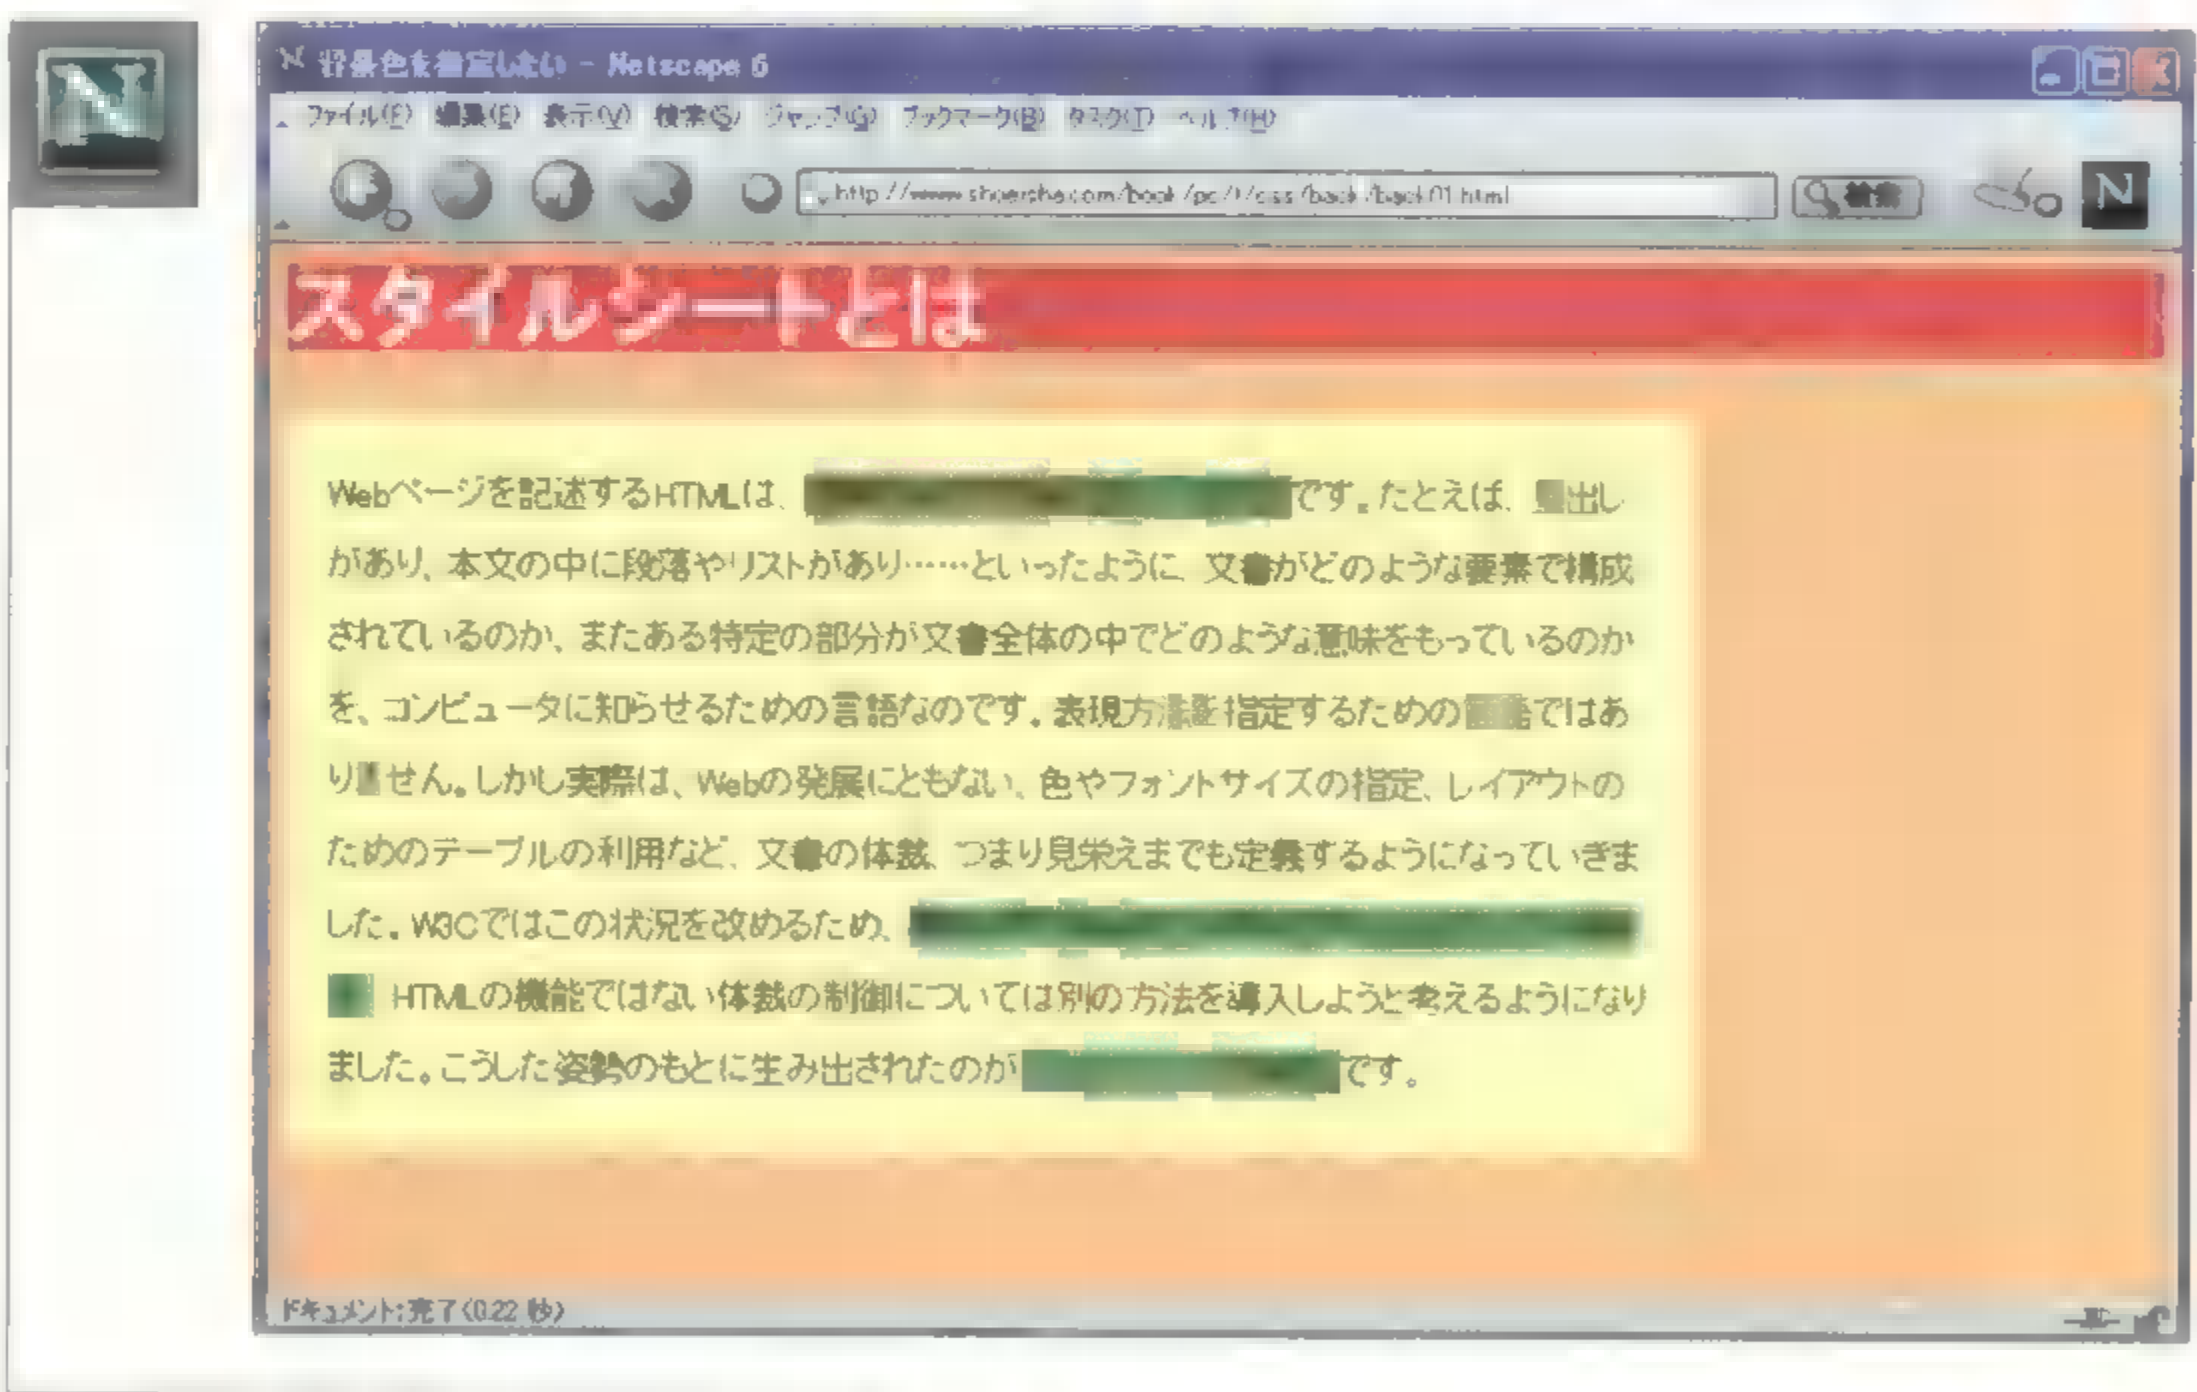 背景色を指定したい - Netscape 6
ファイル(F) 編集(E) 表示(V) 検索(S) ジャンプ(G) ブックマーク(B) タスク(T) ヘルプ(H)
検索
スタイルシートとは
Webページを記述するHTMLは、
です。たとえば、見出し
があり、本文の中に段落やリストがあり……といったように、文書がどのような要素で構成
されているのか、またある特定の部分が文書全体の中でどのような意味をもっているのか
を、コンピュータに知らせるための言語なのです。表現方法を指定するための言語ではあ
りません。しかし実際は、Webの発展にともない、色やフォントサイズの指定、レイアウトの
ためのテーブルの利用など、文書の体裁、つまり見栄えまでも定義するようになっていきま
した。W3Cではこの状況を改めるため、
HTMLの機能ではない体裁の制御については別の方法を導入しようと考えるようになり
ました。こうした姿勢のもとに生み出されたのが
です。
ドキュメント:完了(0.22 秒)